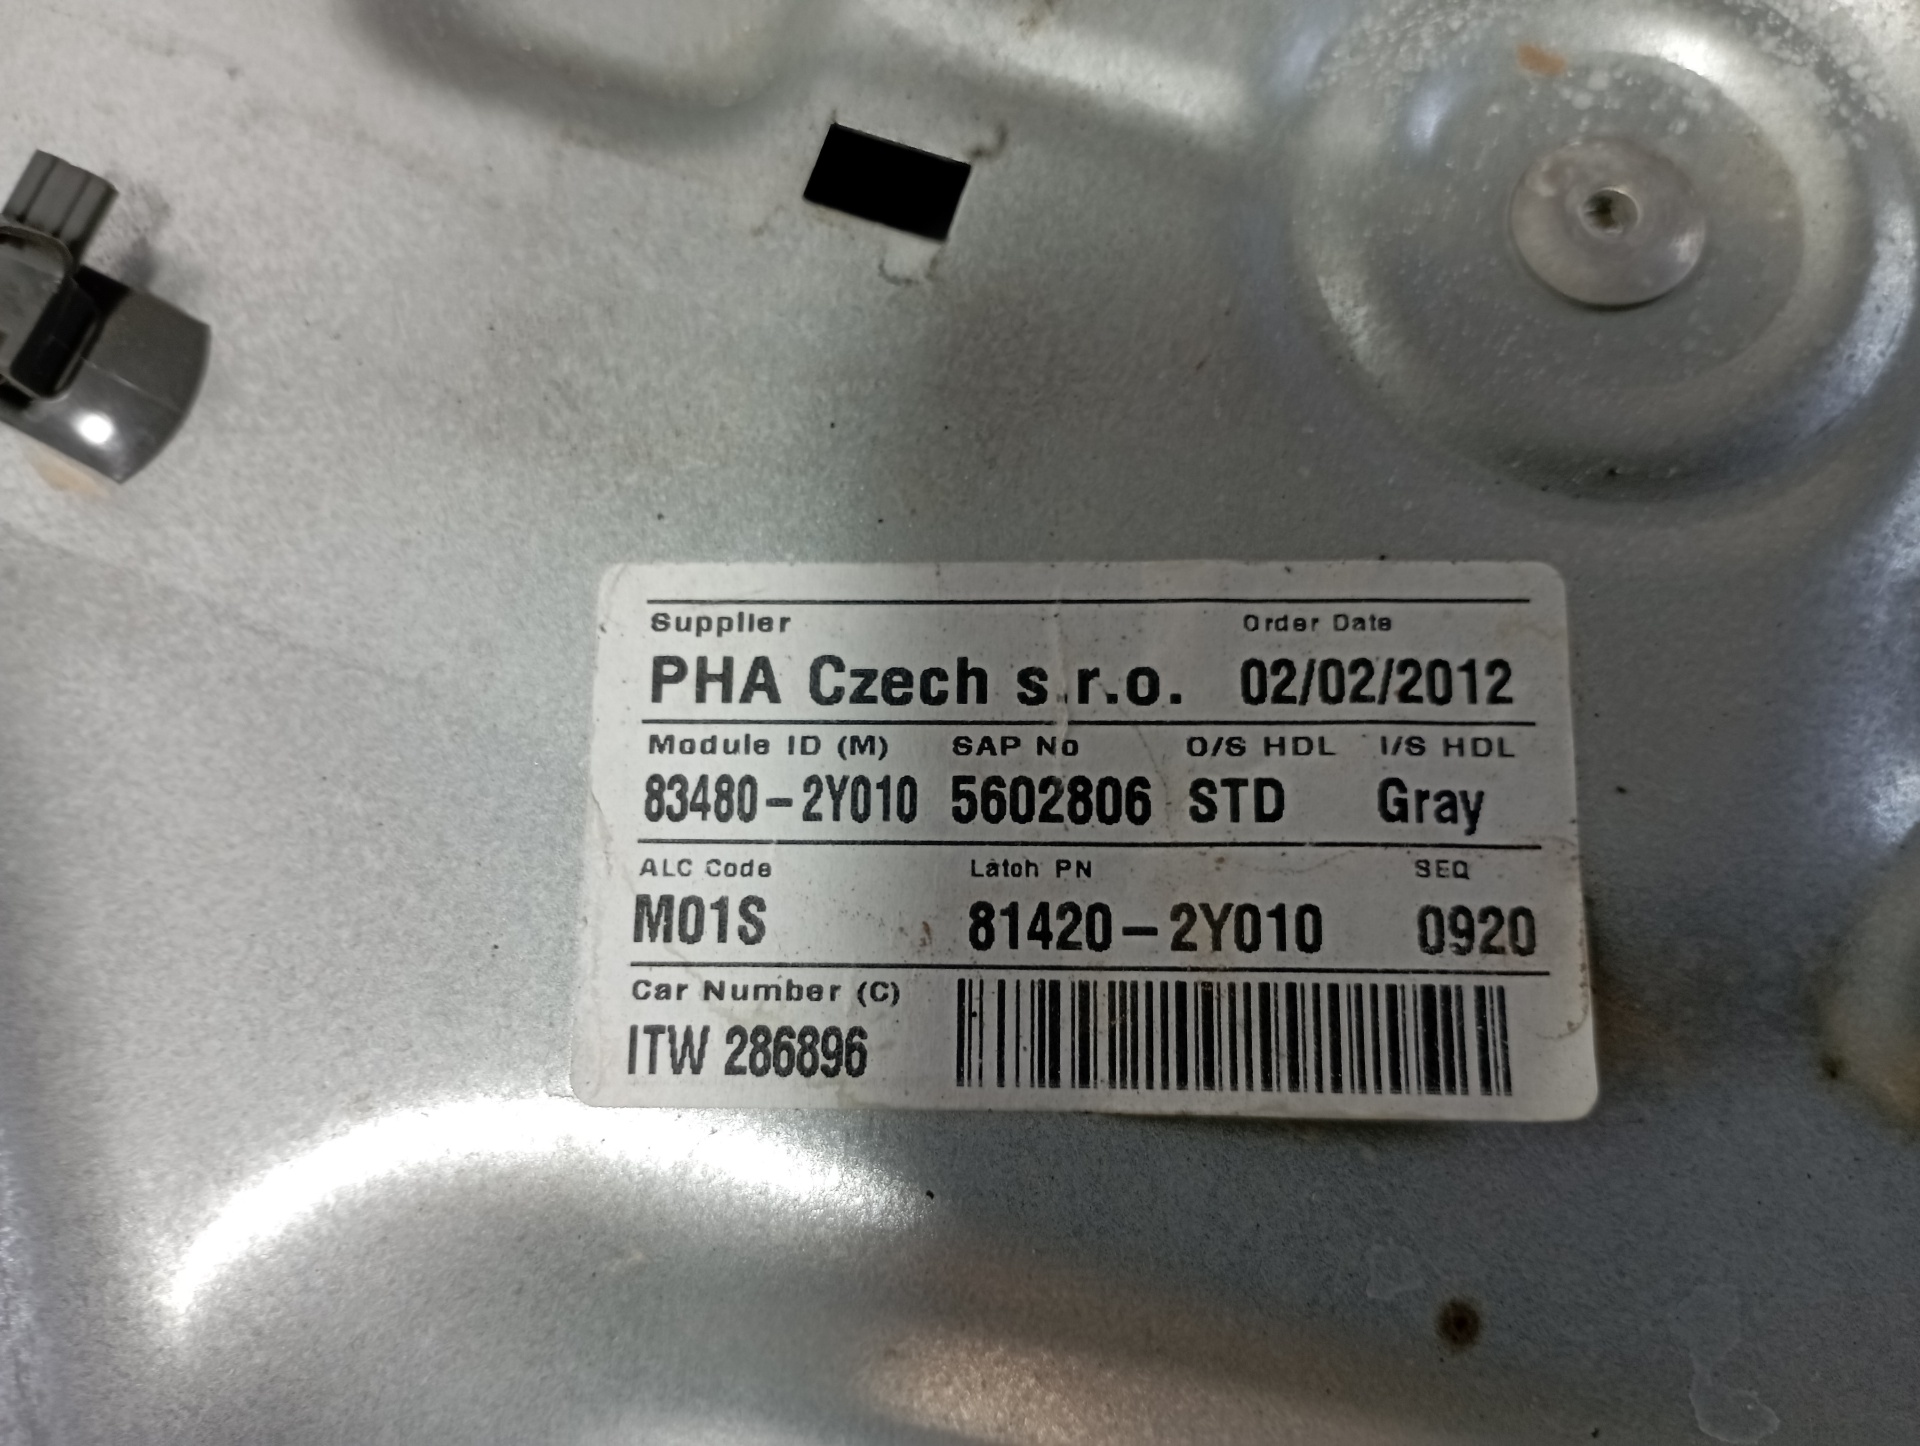 Supplier Order Date
PHA Czech s.r.o. 02/02/2012
Module ID (M) SAP No O/S HDL I/S HDL
83480-2Y010 5602806 STD Gray
ALC Code Latch PN SEQ
M01S 81420-2Y010 0920
Car Number (C)
ITW 286896